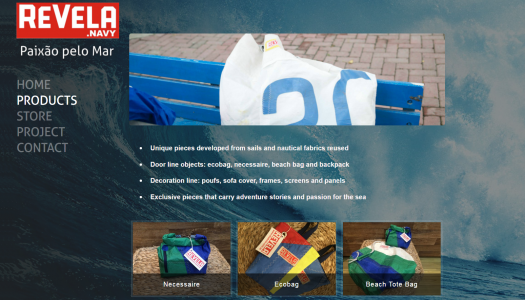 REVELA
.NAVY
Paixão pelo Mar
HOME
PRODUCTS
STORE
PROJECT
CONTACT
Unique pieces developed from sails and nautical fabrics reused
Door line objects: ecobag, necessaire, beach bag and backpack
Decoration line: poufs, sofa cover, frames, screens and panels
Exclusive pieces that carry adventure stories and passion for the sea
Necessaire
Ecobag
Beach Tote Bag